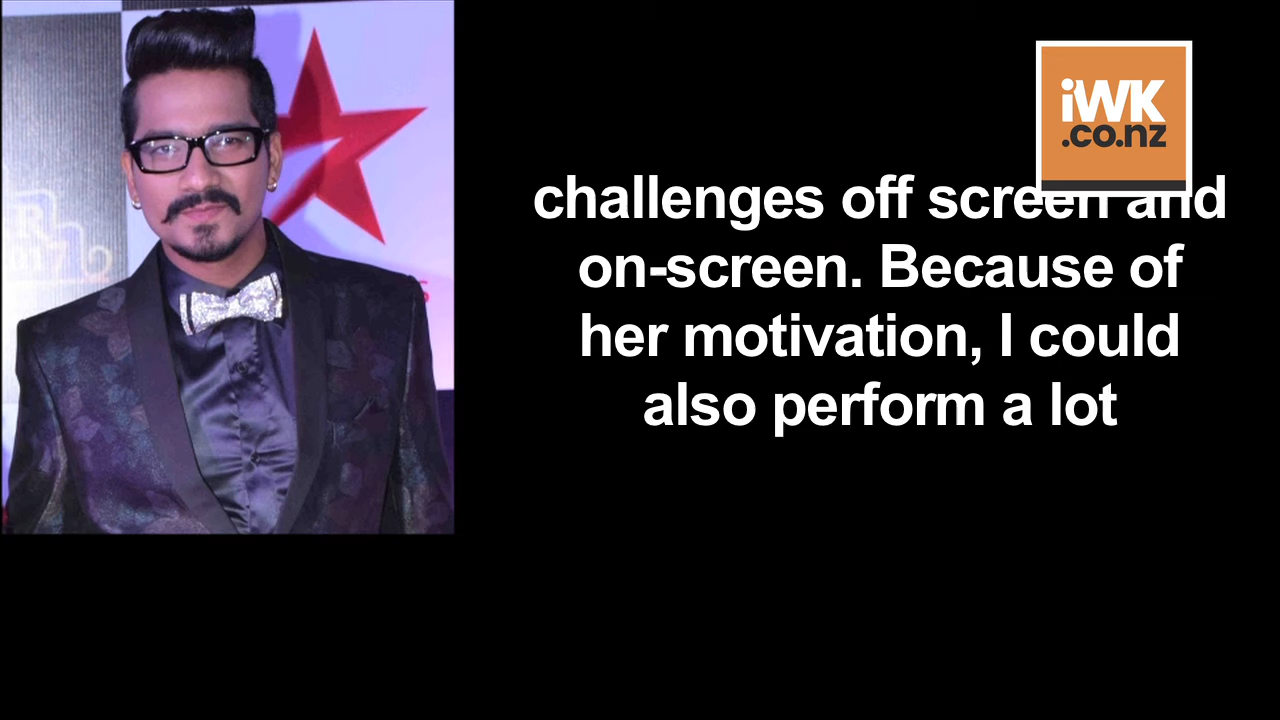 iWK
.co.nz
challenges off screen and
on-screen. Because of
her motivation, I could
also perform a lot